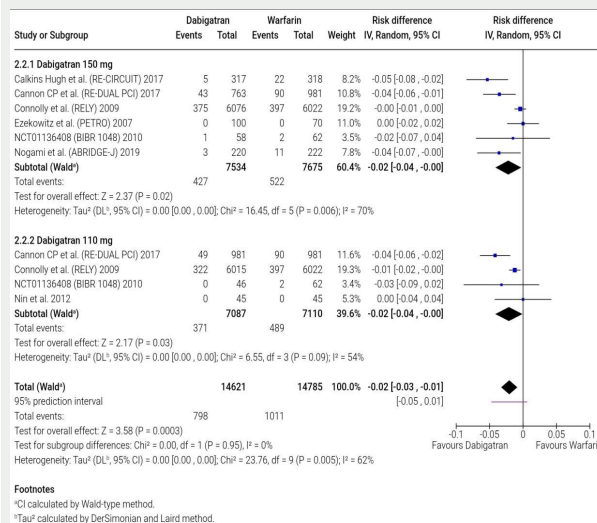 Dabigatran Warfarin Risk difference Risk difference
Study or Subgroup Events Total Events Total Weight IV, Random, 95% CI IV, Random, 95% CI
2.2.1 Dabigatran 150 mg
Calkins Hugh et al. (RE-CIRCUIT) 2017 5 317 22 318 8.2% -0.05 [-0.08 , -0.02]
Cannon CP et al. (RE-DUAL PCI) 2017 43 763 90 981 10.2% -0.04 [-0.06 , -0.01]
Connolly et al. (RELY) 2009 375 6076 397 6022 19.7% -0.00 [-0.01 , 0.00]
Ezekowitz et al. (PETRO) 2007 0 100 0 70 11.0% 0.00 [-0.02 , 0.02]
NCT01136408 (BIBR 1048) 2010 1 58 2 62 3.5% -0.02 [-0.07 , 0.04]
Nogami et al. (ABRIDGE-J) 2019 3 220 11 222 7.8% -0.04 [-0.07 , -0.00]
Subtotal (Waldᵃ) 7534 7675 60.4% -0.02 [-0.04 , -0.00]
Total events: 427 522
Test for overall effect: Z = 2.37 (P = 0.02)
Heterogeneity: Tau² (DLᵇ, 95% CI) = 0.00 [0.00 , 0.00]; Chi² = 16.45, df = 5 (P = 0.006); I² = 70%
2.2.2 Dabigatran 110 mg
Cannon CP et al. (RE-DUAL PCI) 2017 49 981 90 981 11.6% -0.04 [-0.06 , -0.02]
Connolly et al. (RELY) 2009 322 6015 397 6022 19.3% -0.01 [-0.02 , -0.00]
NCT01136408 (BIBR 1048) 2010 0 46 2 62 3.4% -0.03 [-0.09 , 0.02]
Nin et al. 2012 0 45 0 45 5.3% 0.00 [-0.04 , 0.04]
Subtotal (Waldᵃ) 7087 7110 39.6% -0.02 [-0.04 , -0.00]
Total events: 371 489
Test for overall effect: Z = 2.17 (P = 0.03)
Heterogeneity: Tau² (DLᵇ, 95% CI) = 0.00 [0.00 , 0.00]; Chi² = 6.55, df = 3 (P = 0.09); I² = 54%
Total (Waldᵃ) 14621 14785 100.0% -0.02 [-0.03 , -0.01]
95% prediction interval [-0.05 , 0.01]
Total events: 798 1011
Test for overall effect: Z = 3.58 (P = 0.0003)
Test for subgroup differences: Chi² = 0.00, df = 1 (P = 0.95), I² = 0%
Heterogeneity: Tau² (DLᵇ, 95% CI) = 0.00 [0.00 , 0.00]; Chi² = 23.76, df = 9 (P = 0.005); I² = 62%
-0.1 -0.05 0 0.05 0.1
Favours Dabigatran Favours Warfari
Footnotes
ᵃCI calculated by Wald-type method.
ᵇTau² calculated by DerSimonian and Laird method.